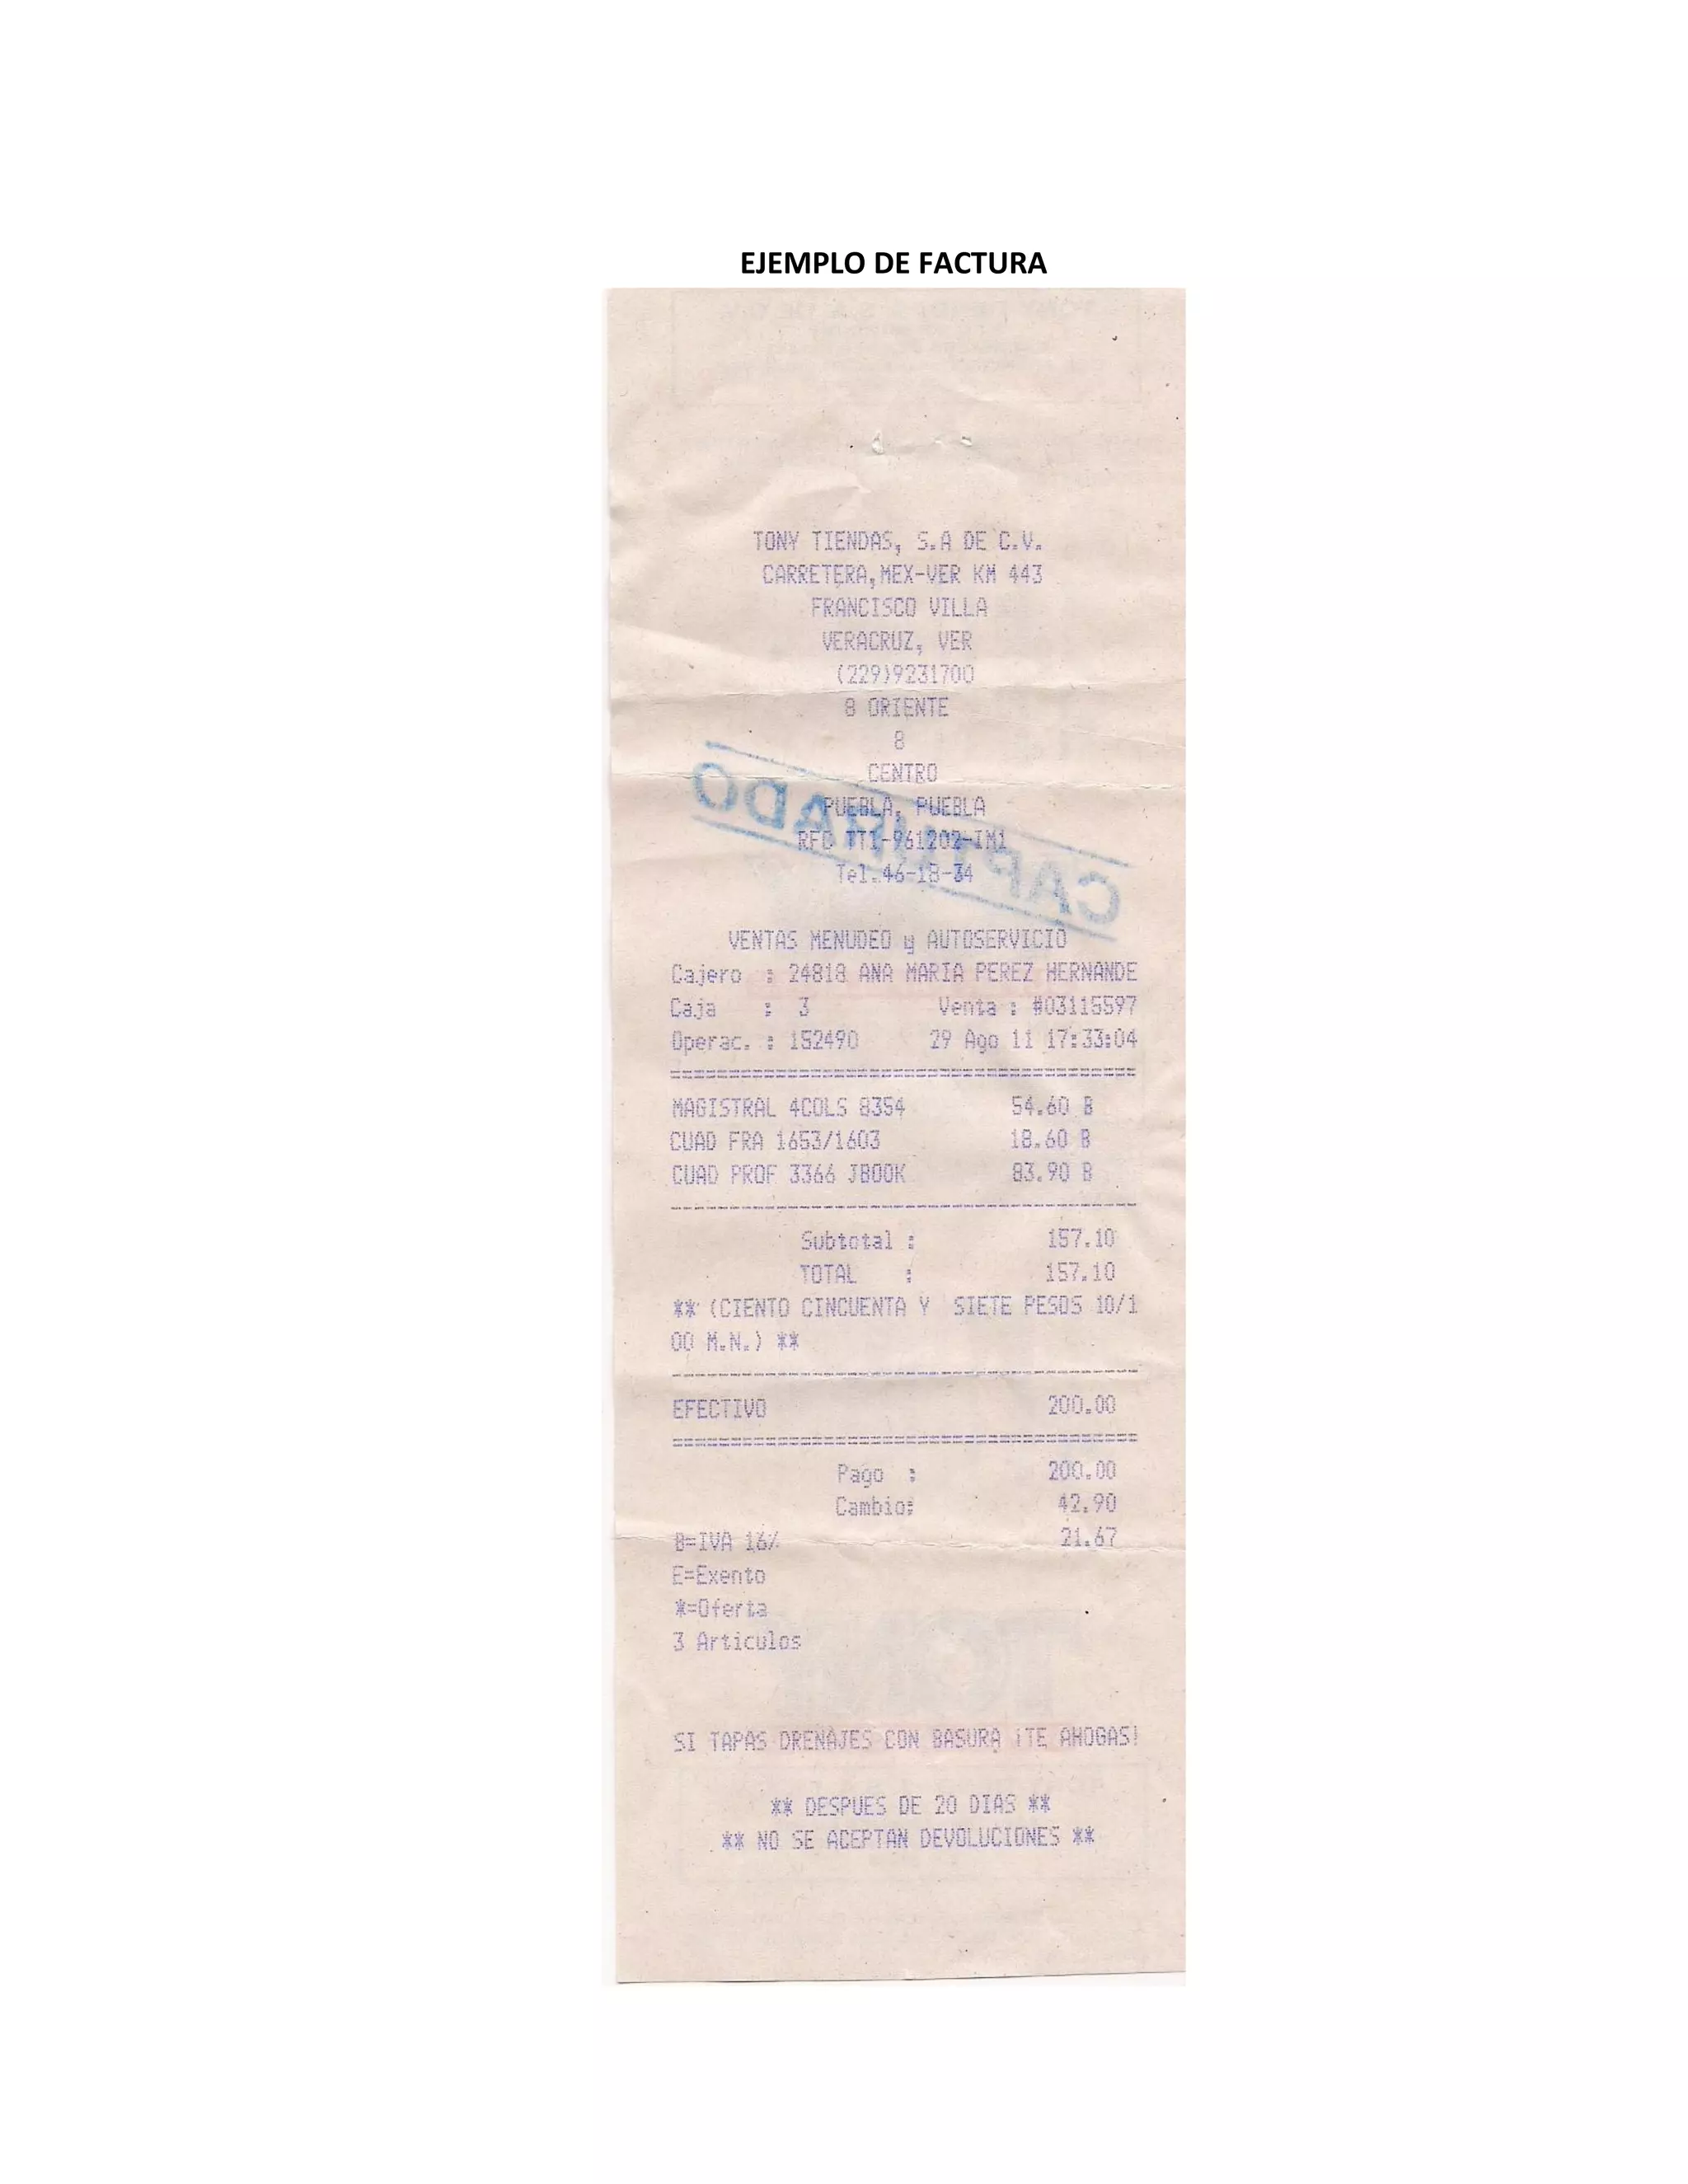 EJEMPLO DE FACTURA
TONY TIENDAS, S.A DE C.V.
CARRETERA,MEX-VER KM 443
FRANCISCO VILLA
VERACRUZ, VER
(229)9231700
8 ORIENTE
8
CENTRO
PUEBLA, PUEBLA
RFC TTI-961202-IM1
Tel.46-18-34
CAPTURADO
VENTAS MENUDEO y AUTOSERVICIO
Cajero : 24818 ANA MARIA PEREZ HERNANDE
Caja : 3 Venta : #03115597
Operac. : 152490 29 Ago 11 17:33:04
MAGISTRAL 4COLS 8354 54.60 B
CUAD FRA 1653/1603 18.60 B
CUAD PROF 3366 JBOOK 83.90 B
Subtotal : 157.10
TOTAL : 157.10
** (CIENTO CINCUENTA Y SIETE PESOS 10/1
00 M.N.) **
EFECTIVO 200.00
Pago : 200.00
Cambio: 42.90
B=IVA 16% 21.67
E=Exento
*=Oferta
3 Articulos
SI TAPAS DRENAJES CON BASURA ¡TE AHOGAS!
** DESPUES DE 20 DIAS **
** NO SE ACEPTAN DEVOLUCIONES **